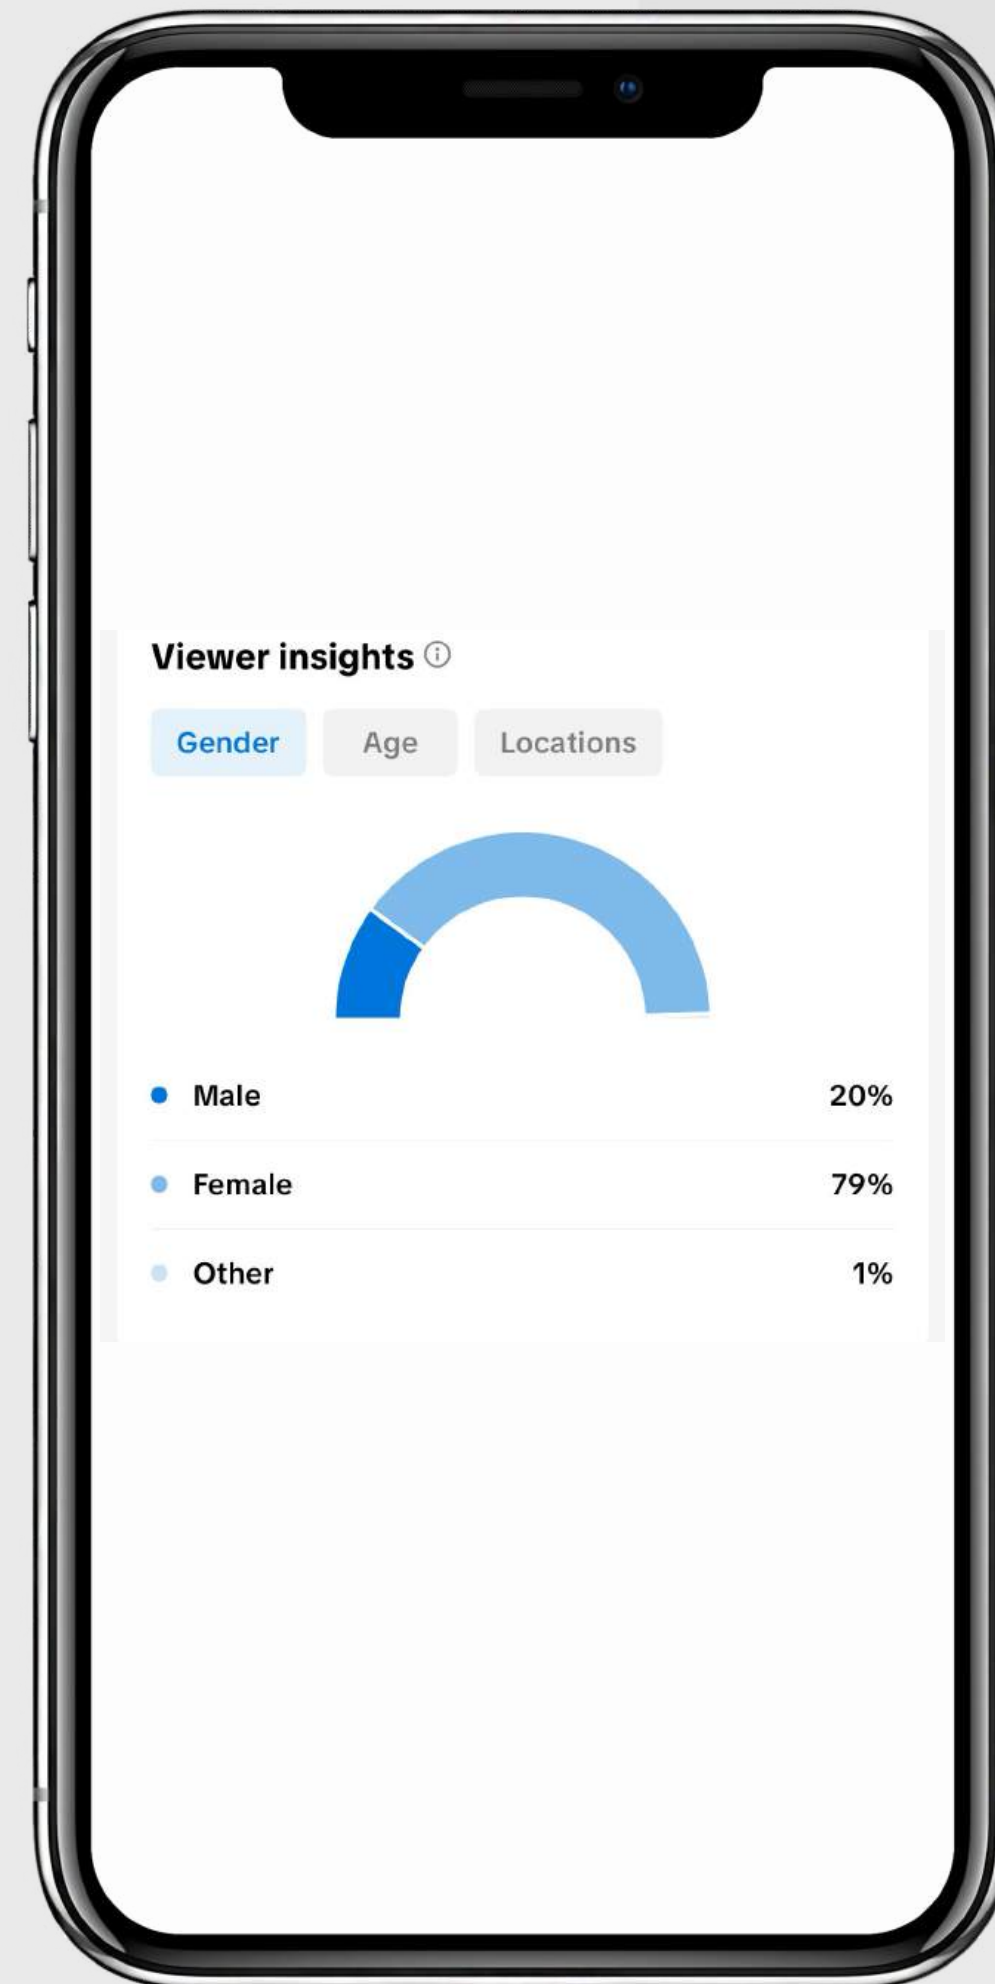 Viewer insights
Gender Age Locations
Male 20%
Female 79%
Other 1%